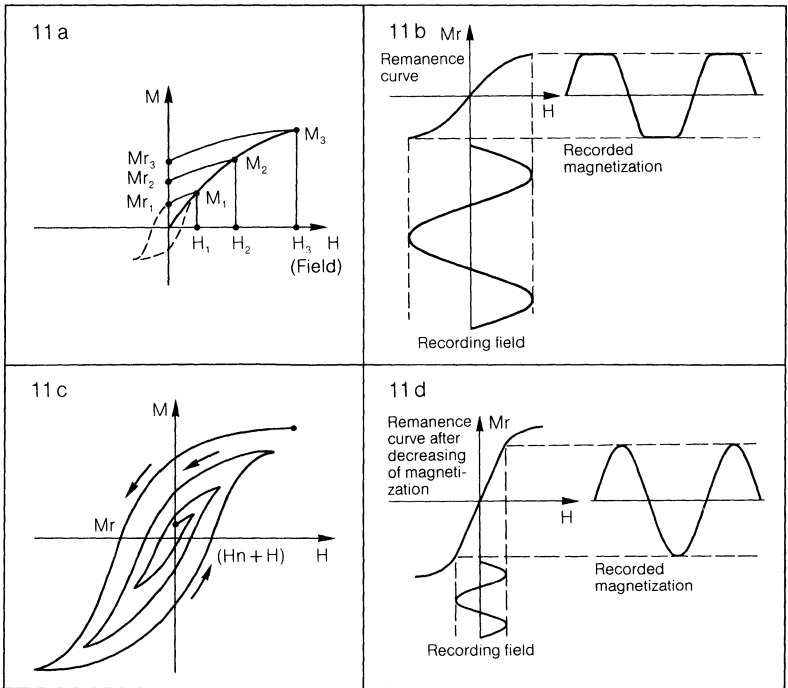 11a
M
M₃
Mr₃
M₂
Mr₂
Mr₁
M₁
H₁
H₂
H₃
H
(Field)
11b
Mr
Remanence
curve
H
Recorded
magnetization
Recording field
11c
M
Mr
(Hn + H)
H
11d
Remanence
curve after
decreasing
of magneti-
zation
Mr
H
Recorded
magnetization
Recording field